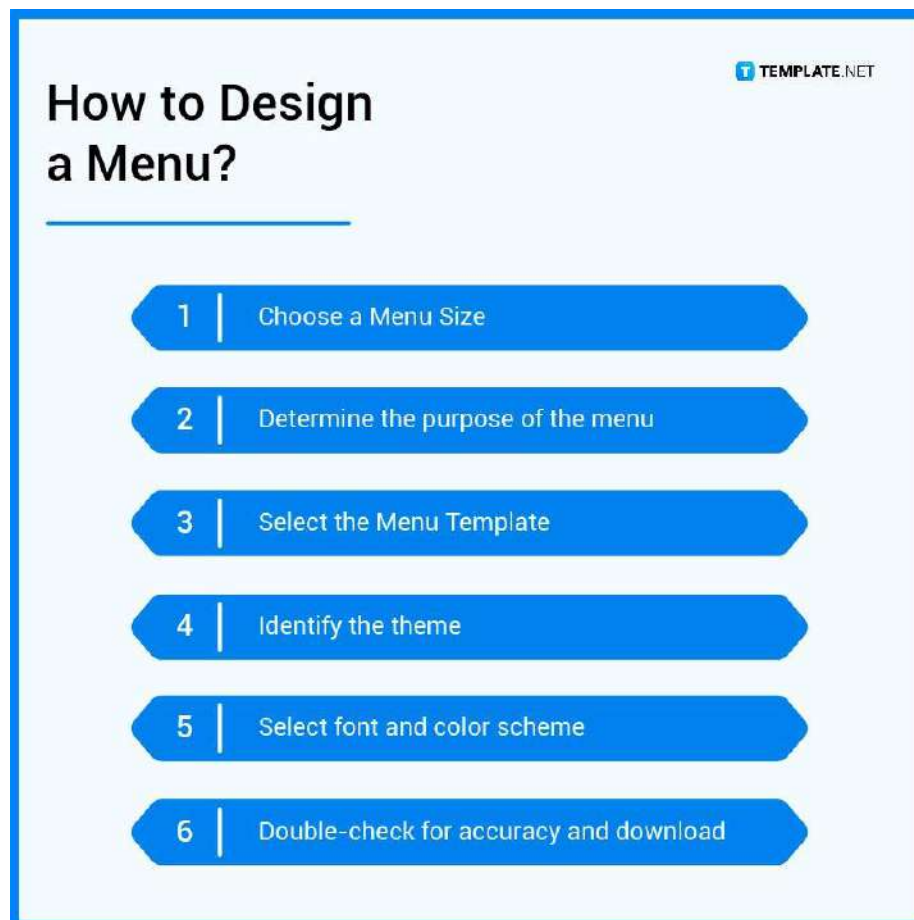 TEMPLATE.NET
How to Design
a Menu?
1 Choose a Menu Size
2 Determine the purpose of the menu
3 Select the Menu Template
4 Identify the theme
5 Select font and color scheme
6 Double-check for accuracy and download